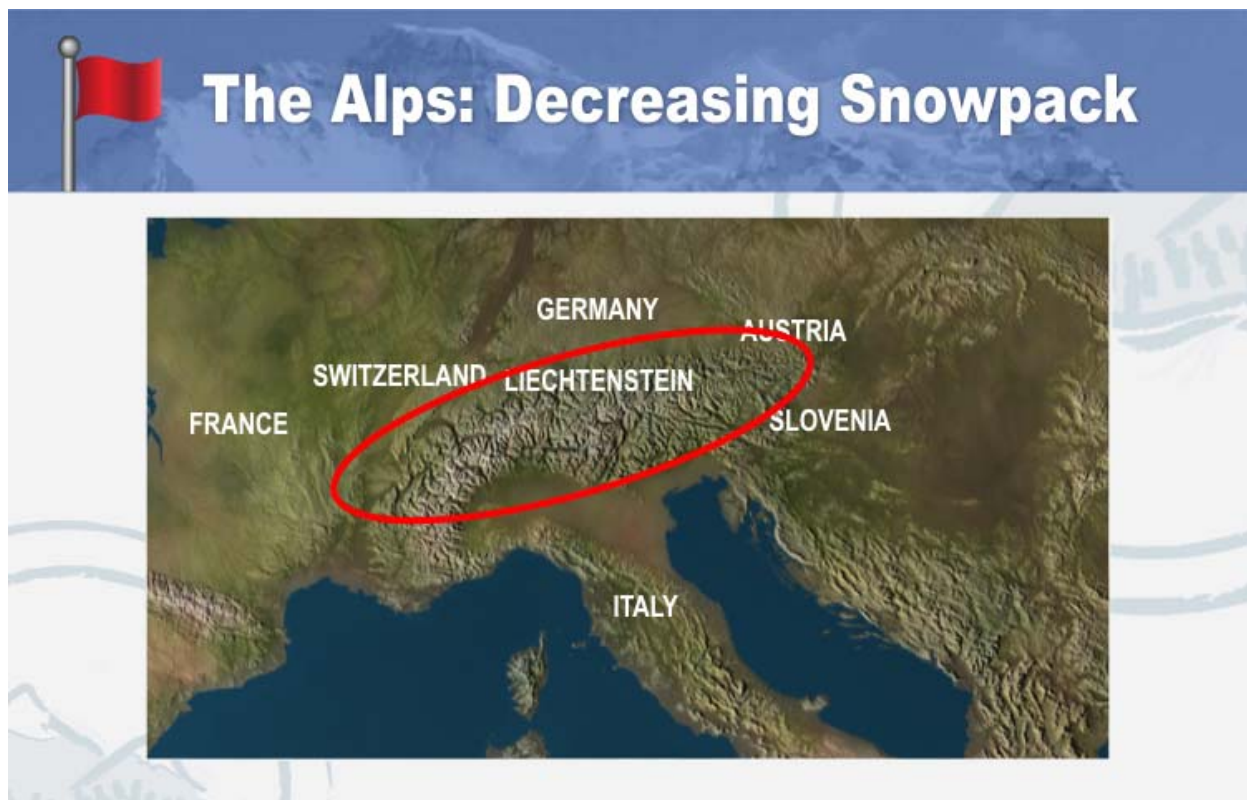 The Alps: Decreasing Snowpack
GERMANY
AUSTRIA
SWITZERLAND
LIECHTENSTEIN
FRANCE
SLOVENIA
ITALY